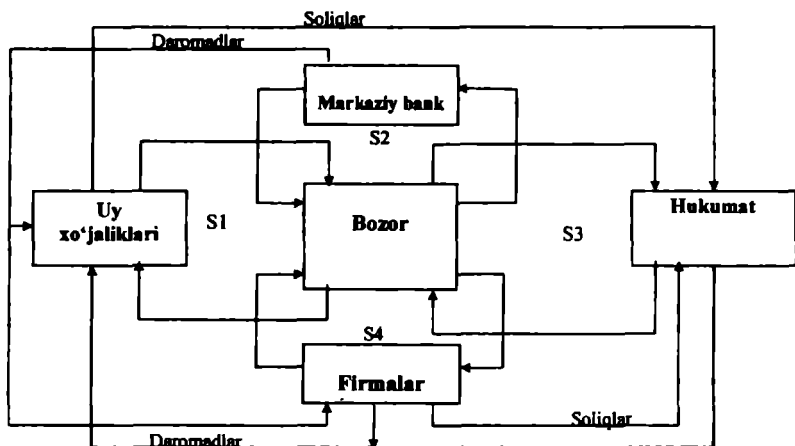 Soliqlar
Daromadlar
Markaziy bank
S2
Uy
xo‘jaliklari
S1
Bozor
S3
Hukumat
S4
Firmalar
Soliqlar
Daromadlar